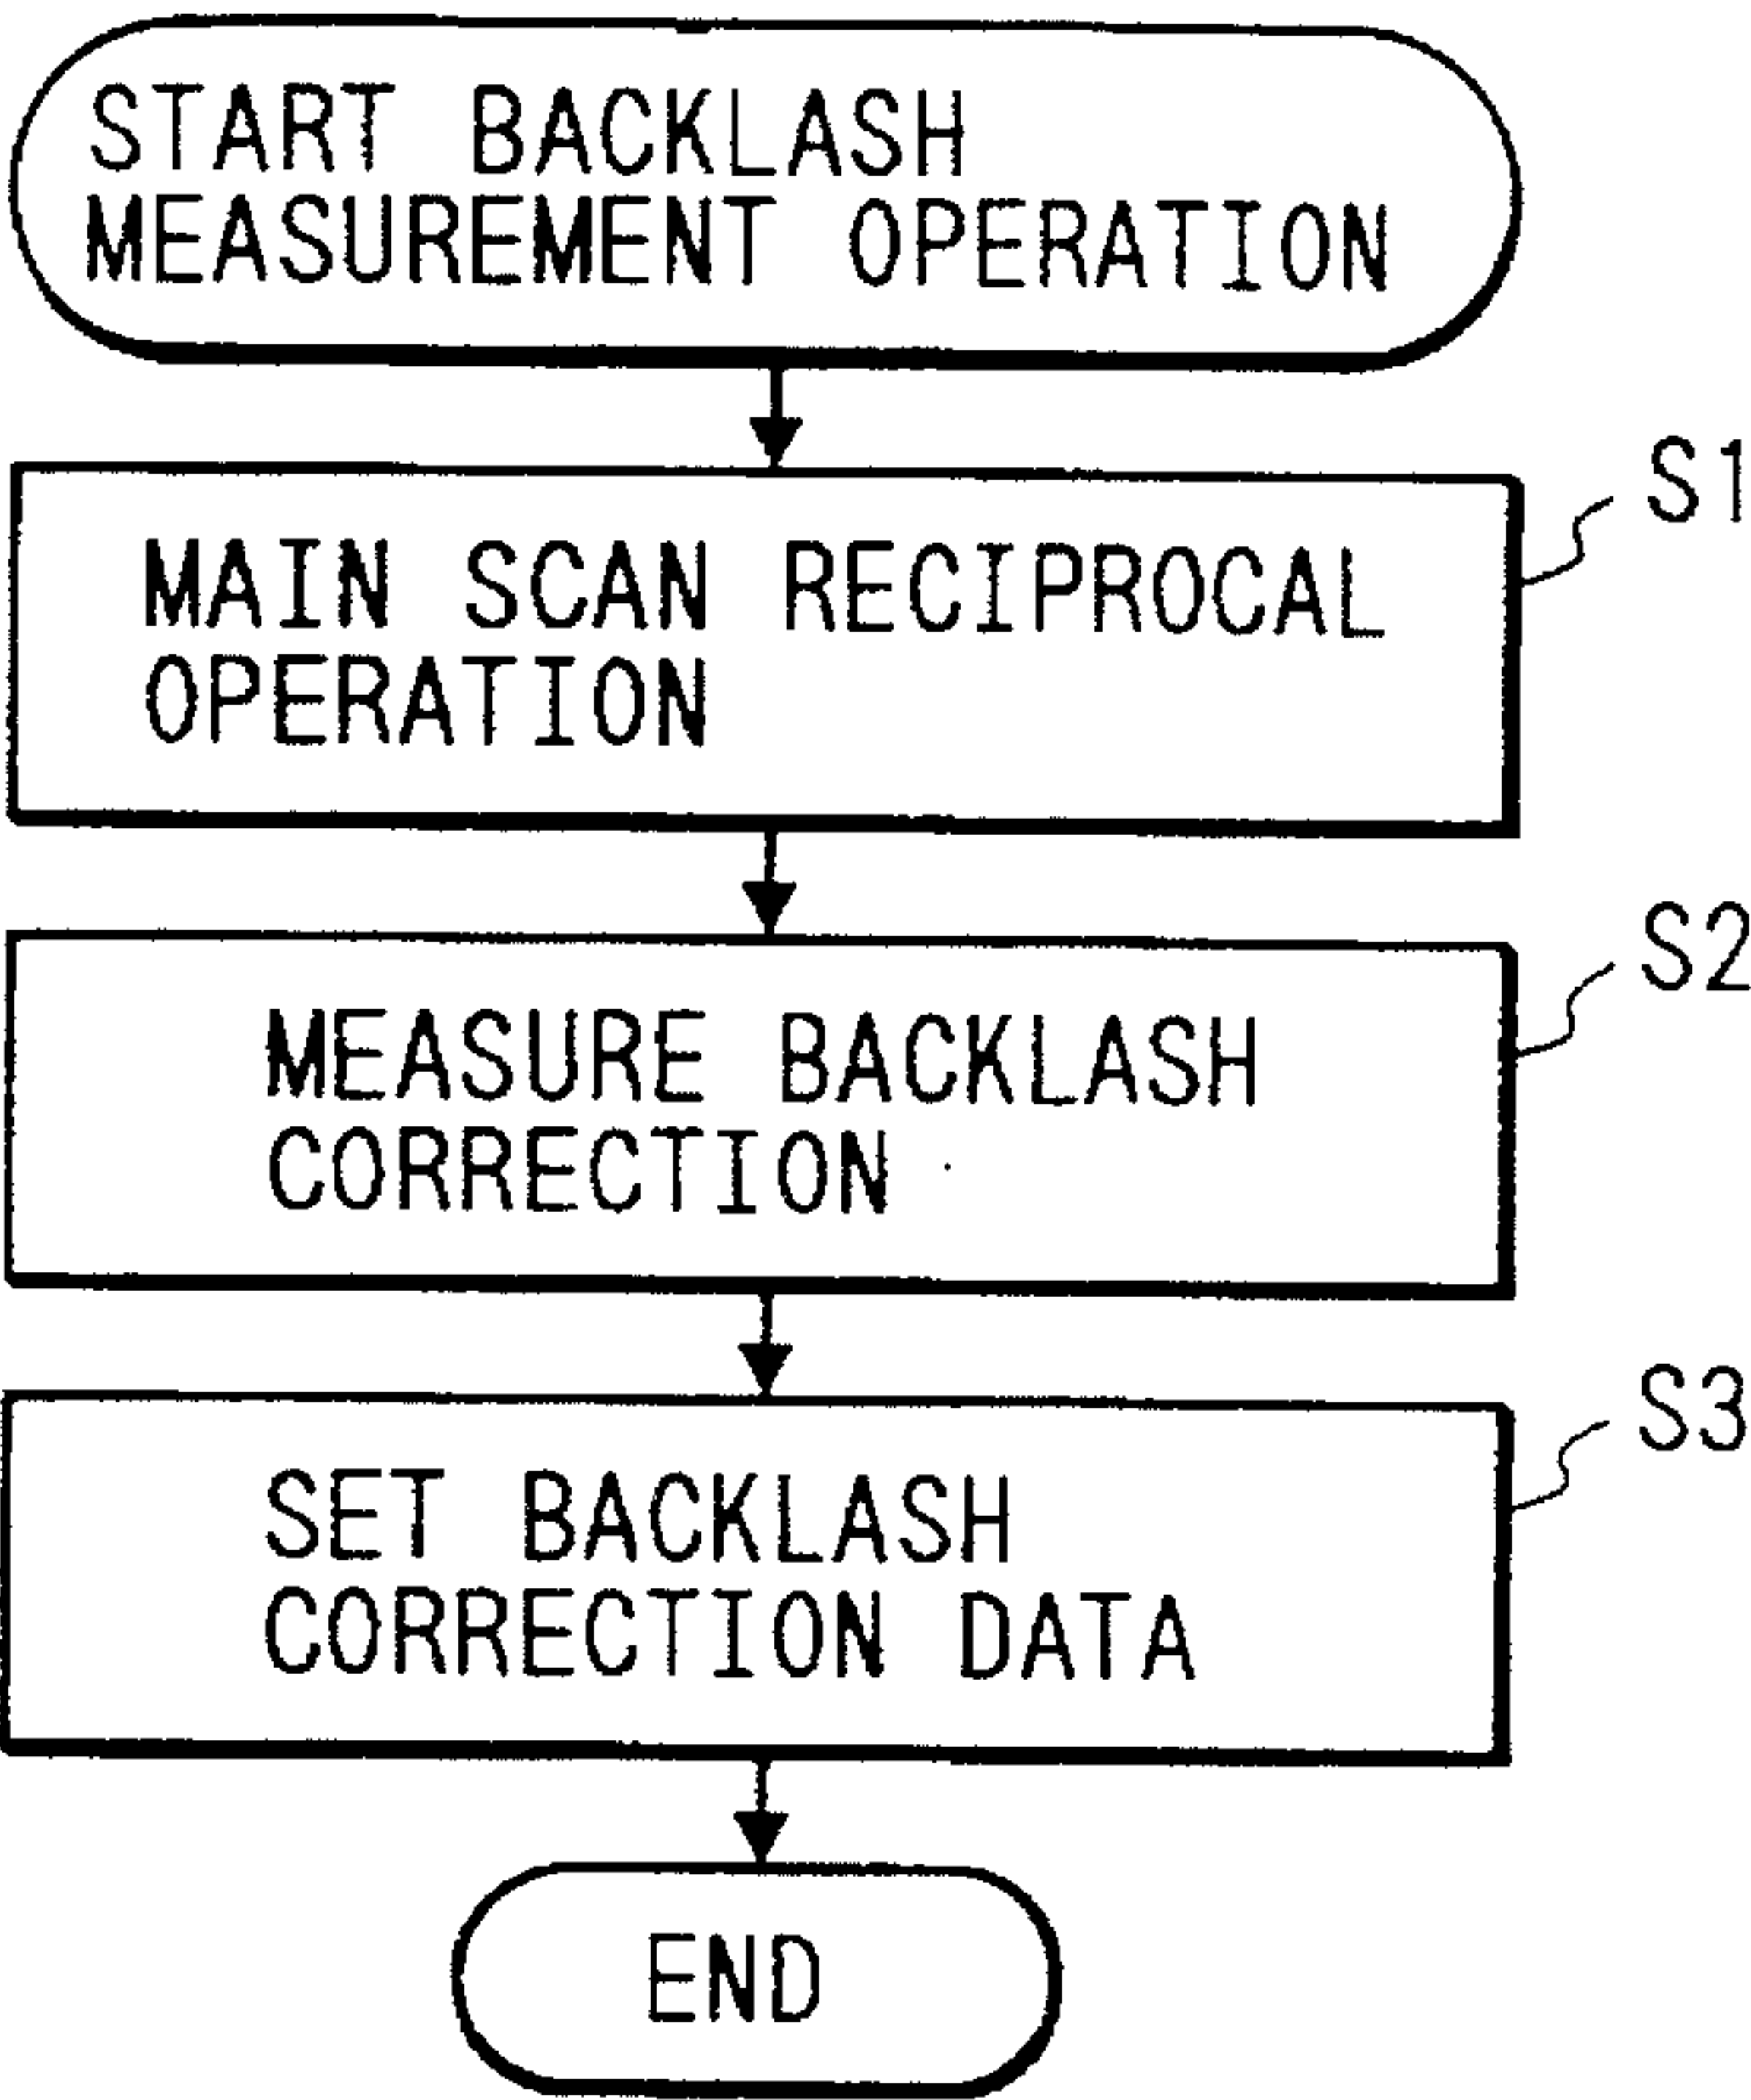 START BACKLASH
MEASUREMENT OPERATION
S1
MAIN SCAN RECIPROCAL
OPERATION
S2
MEASURE BACKLASH
CORRECTION
S3
SET BACKLASH
CORRECTION DATA
END